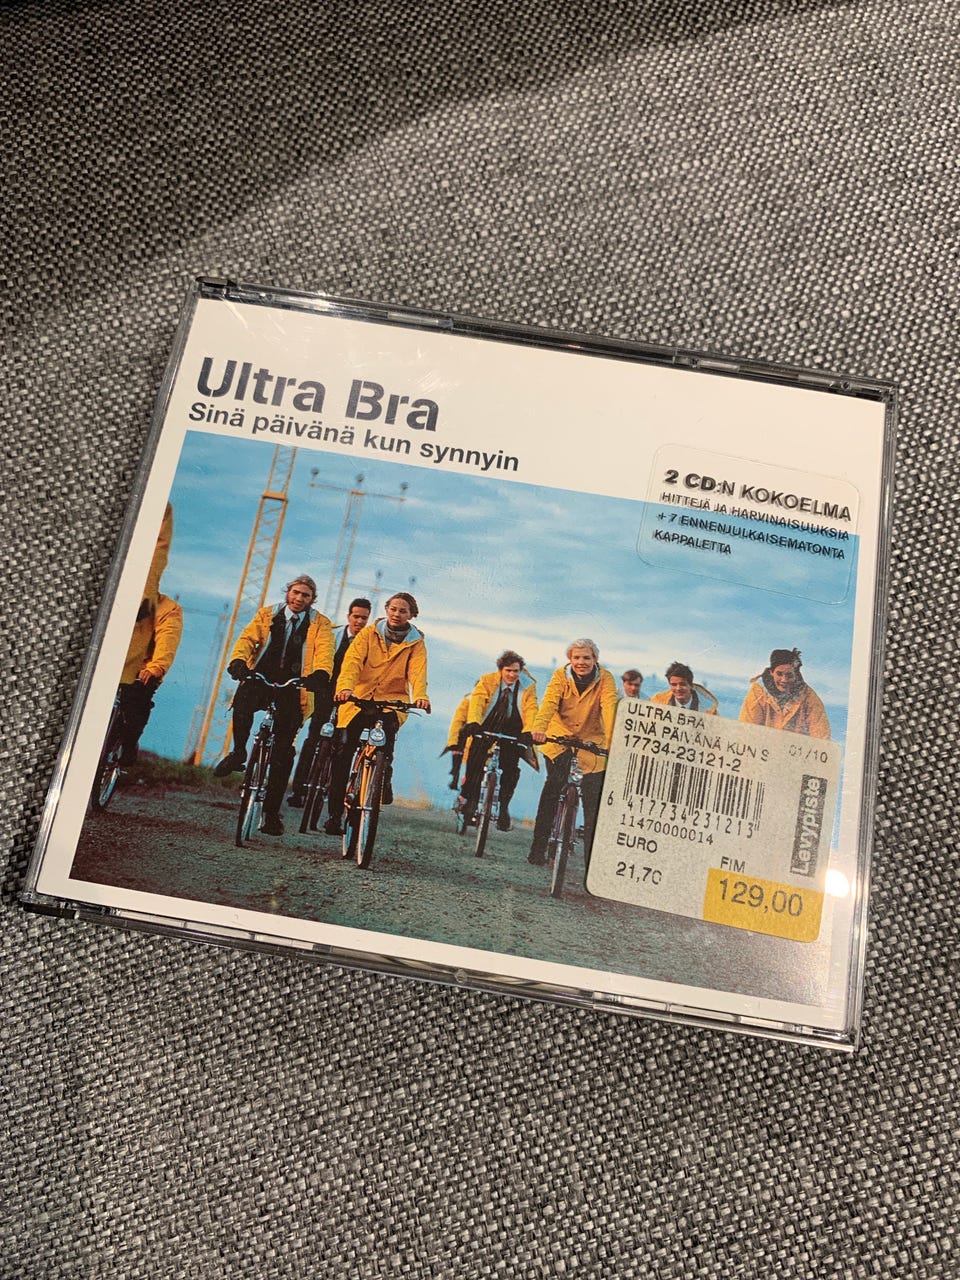 Ultra Bra
Sinä päivänä kun synnyin
2 CD:N KOKOELMA
HITTEJÄ JA HARVINAISUUKSIA
+ 7 ENNENJULKAISEMATONTA
KAPPALETTA
ULTRA BRA
SINÄ PÄIVÄNÄ KUN S 01/10
17734-23121-2
6 417734 231213
11470000014
EURO FIM
21,70 129,00
Levypiste